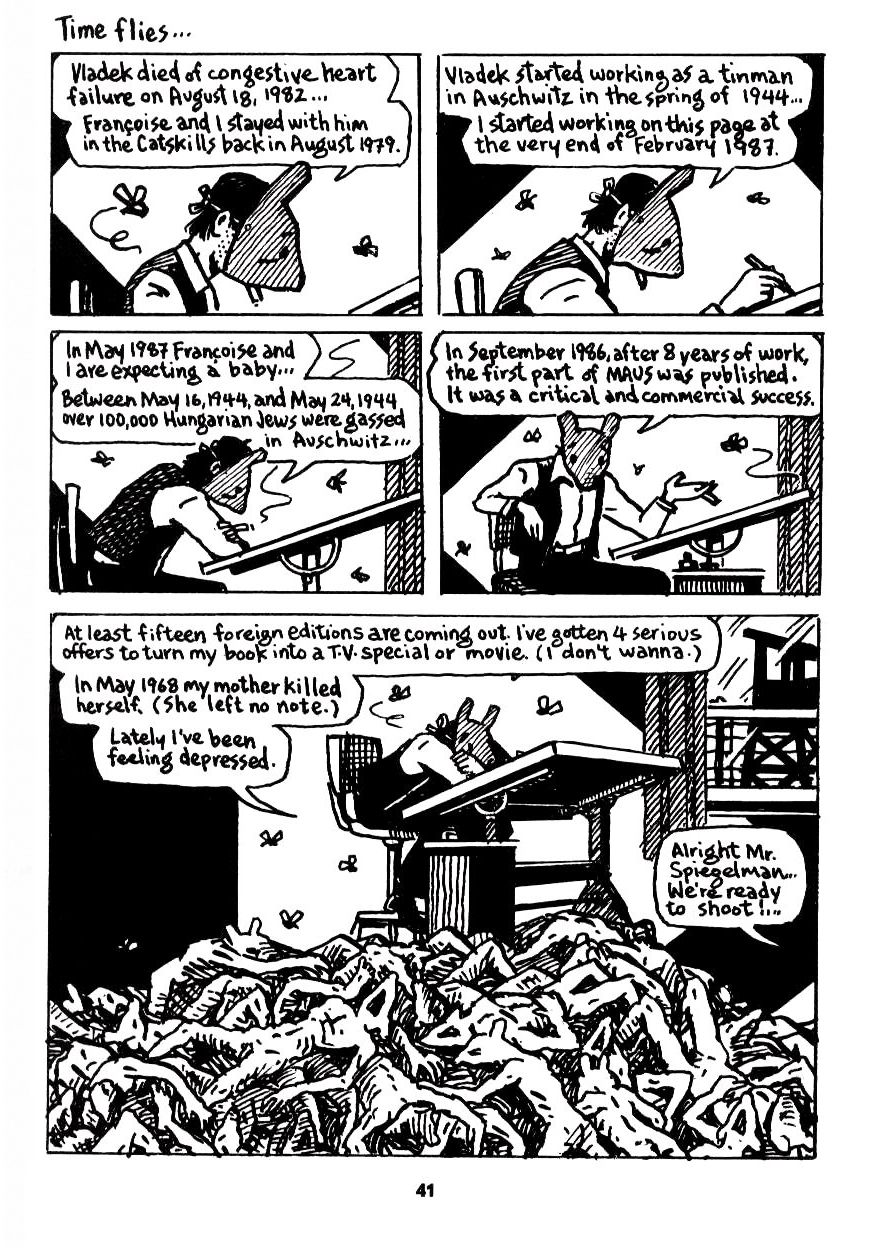 Time flies...
Vladek died of congestive heart
failure on August 18, 1982...
Françoise and I stayed with him
in the Catskills back in August 1979.
Vladek started working as a tinman
in Auschwitz in the spring of 1944...
I started working on this page at
the very end of February 1987.
In May 1987 Françoise and
I are expecting a baby...
Between May 16, 1944, and May 24, 1944
over 100,000 Hungarian Jews were gassed
in Auschwitz...
In September 1986, after 8 years of work,
the first part of MAUS was published.
It was a critical and commercial success.
At least fifteen foreign editions are coming out. I've gotten 4 serious
offers to turn my book into a T.V. special or movie. (I don't wanna.)
In May 1968 my mother killed
herself. (She left no note.)
Lately I've been
feeling depressed.
Alright Mr.
Spiegelman...
We're ready
to shoot!...
41